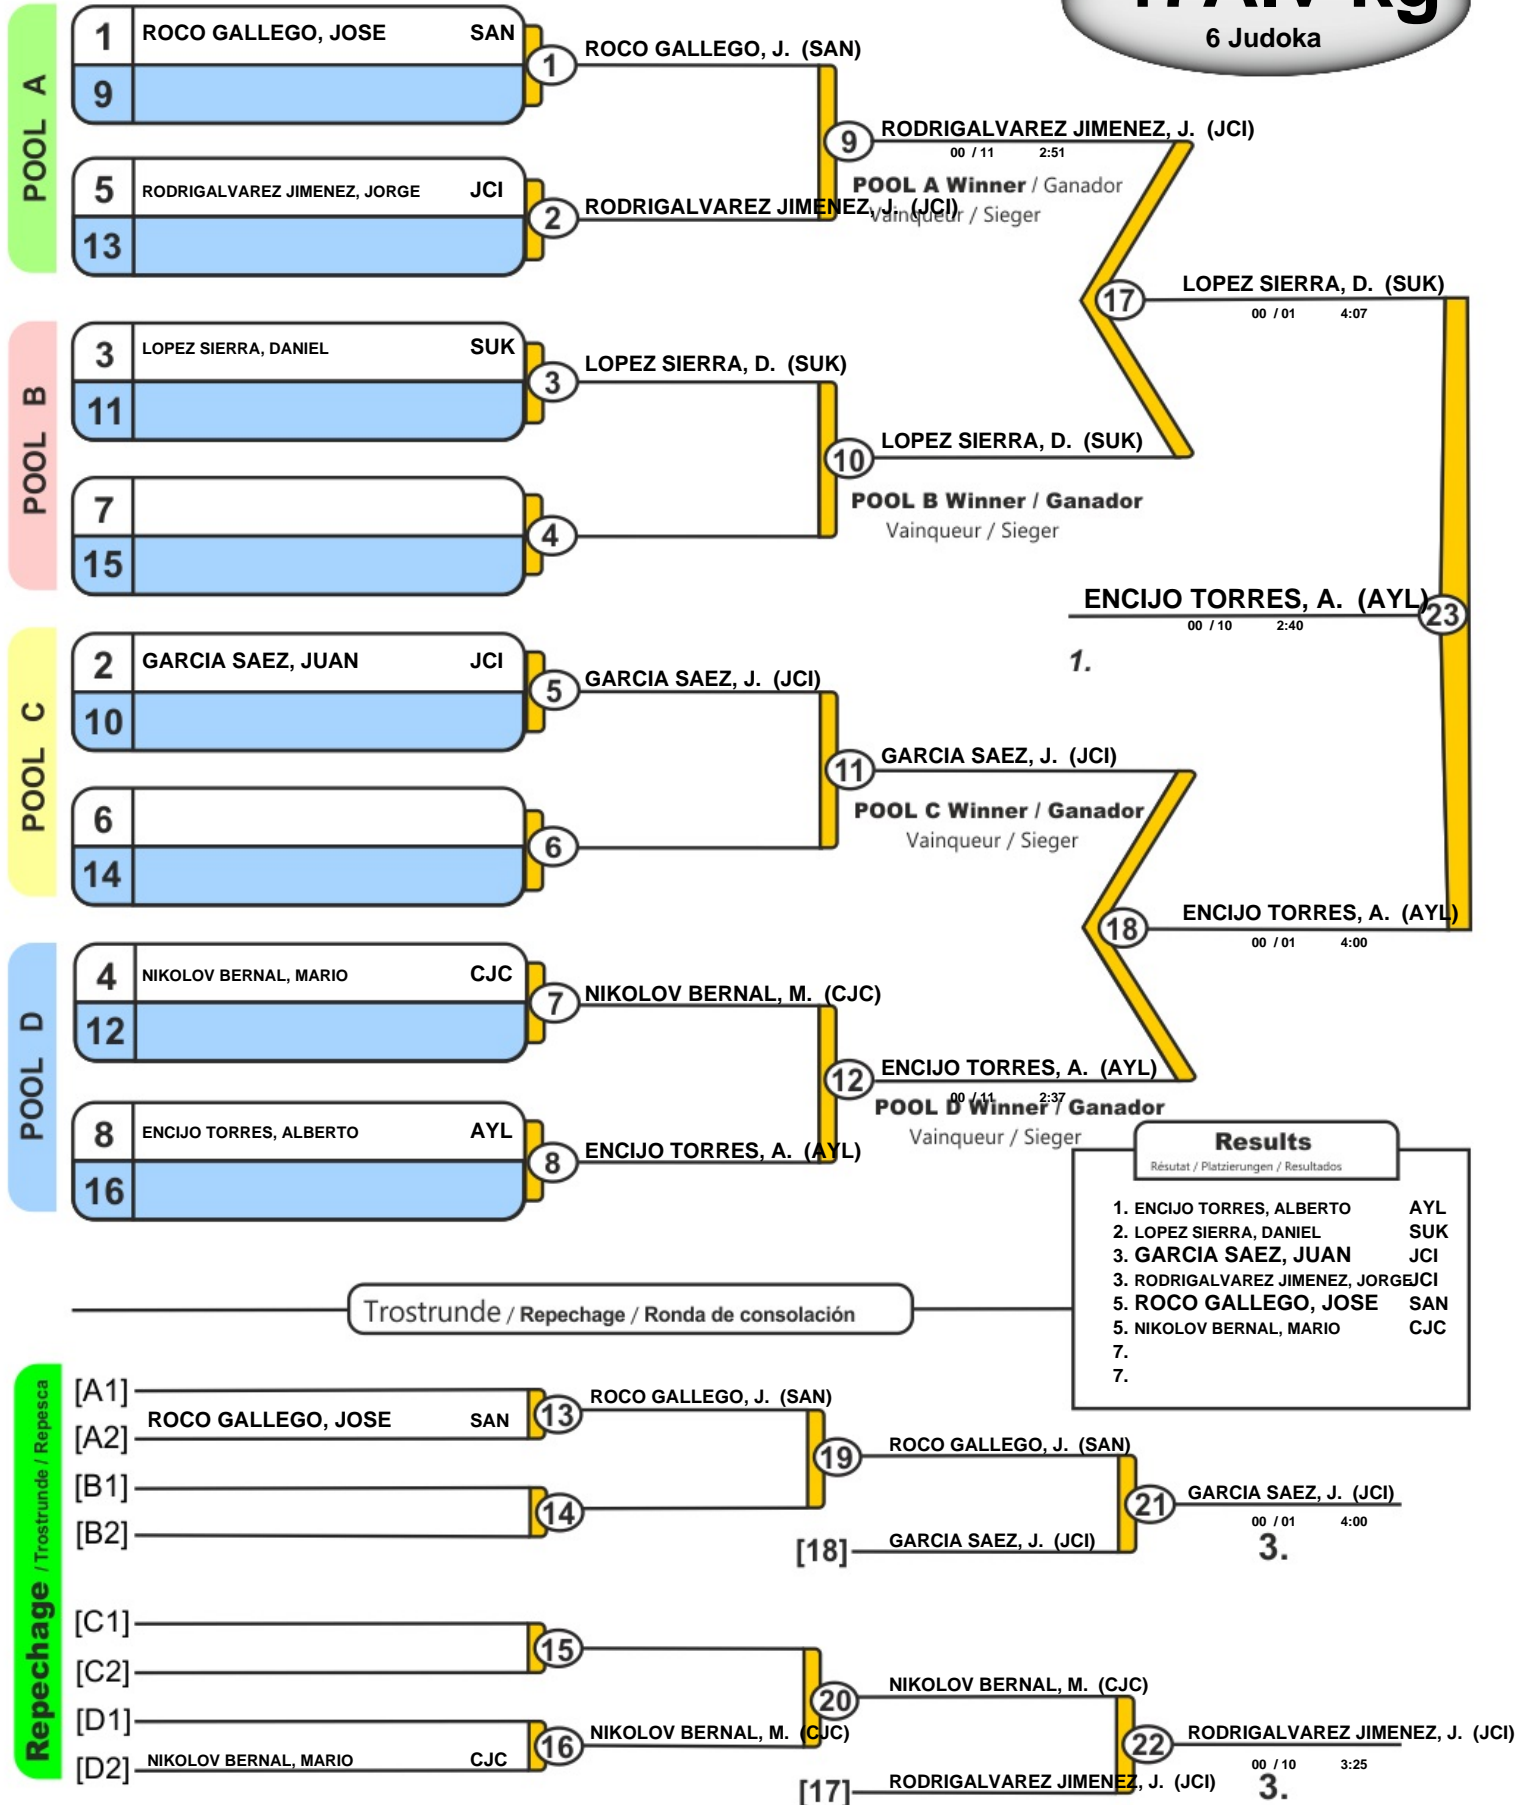 6 Judoka
POOL A
1 ROCO GALLEGO, JOSE SAN
9
1
ROCO GALLEGO, J. (SAN)
5 RODRIGALVAREZ JIMENEZ, JORGE JCI
13
2
RODRIGALVAREZ JIMENEZ, J. (JCI)
9
RODRIGALVAREZ JIMENEZ, J. (JCI)
00 / 11 2:51
POOL A Winner / Ganador
Vainqueur / Sieger
POOL B
3 LOPEZ SIERRA, DANIEL SUK
11
3
LOPEZ SIERRA, D. (SUK)
7
15
4
10
LOPEZ SIERRA, D. (SUK)
POOL B Winner / Ganador
Vainqueur / Sieger
17
LOPEZ SIERRA, D. (SUK)
00 / 01 4:07
ENCIJO TORRES, A. (AYL)
23
00 / 10 2:40
1.
POOL C
2 GARCIA SAEZ, JUAN JCI
10
5
GARCIA SAEZ, J. (JCI)
6
14
6
11
GARCIA SAEZ, J. (JCI)
POOL C Winner / Ganador
Vainqueur / Sieger
18
ENCIJO TORRES, A. (AYL)
00 / 01 4:00
POOL D
4 NIKOLOV BERNAL, MARIO CJC
12
7
NIKOLOV BERNAL, M. (CJC)
8 ENCIJO TORRES, ALBERTO AYL
16
8
ENCIJO TORRES, A. (AYL)
12
ENCIJO TORRES, A. (AYL)
00 / 11 2:37
POOL D Winner / Ganador
Vainqueur / Sieger
Results
Résutat / Platzierungen / Resultados
1. ENCIJO TORRES, ALBERTO AYL
2. LOPEZ SIERRA, DANIEL SUK
3. GARCIA SAEZ, JUAN JCI
3. RODRIGALVAREZ JIMENEZ, JORGE JCI
5. ROCO GALLEGO, JOSE SAN
5. NIKOLOV BERNAL, MARIO CJC
7.
7.
Trostrunde / Repechage / Ronda de consolación
Repechage / Trostrunde / Repesca
[A1]
[A2] ROCO GALLEGO, JOSE SAN
13
ROCO GALLEGO, J. (SAN)
[B1]
[B2]
14
19
ROCO GALLEGO, J. (SAN)
[18] GARCIA SAEZ, J. (JCI)
21
GARCIA SAEZ, J. (JCI)
00 / 01 4:00
3.
[C1]
[C2]
15
[D1]
[D2] NIKOLOV BERNAL, MARIO CJC
16
NIKOLOV BERNAL, M. (CJC)
20
NIKOLOV BERNAL, M. (CJC)
[17] RODRIGALVAREZ JIMENEZ, J. (JCI)
22
RODRIGALVAREZ JIMENEZ, J. (JCI)
00 / 10 3:25
3.